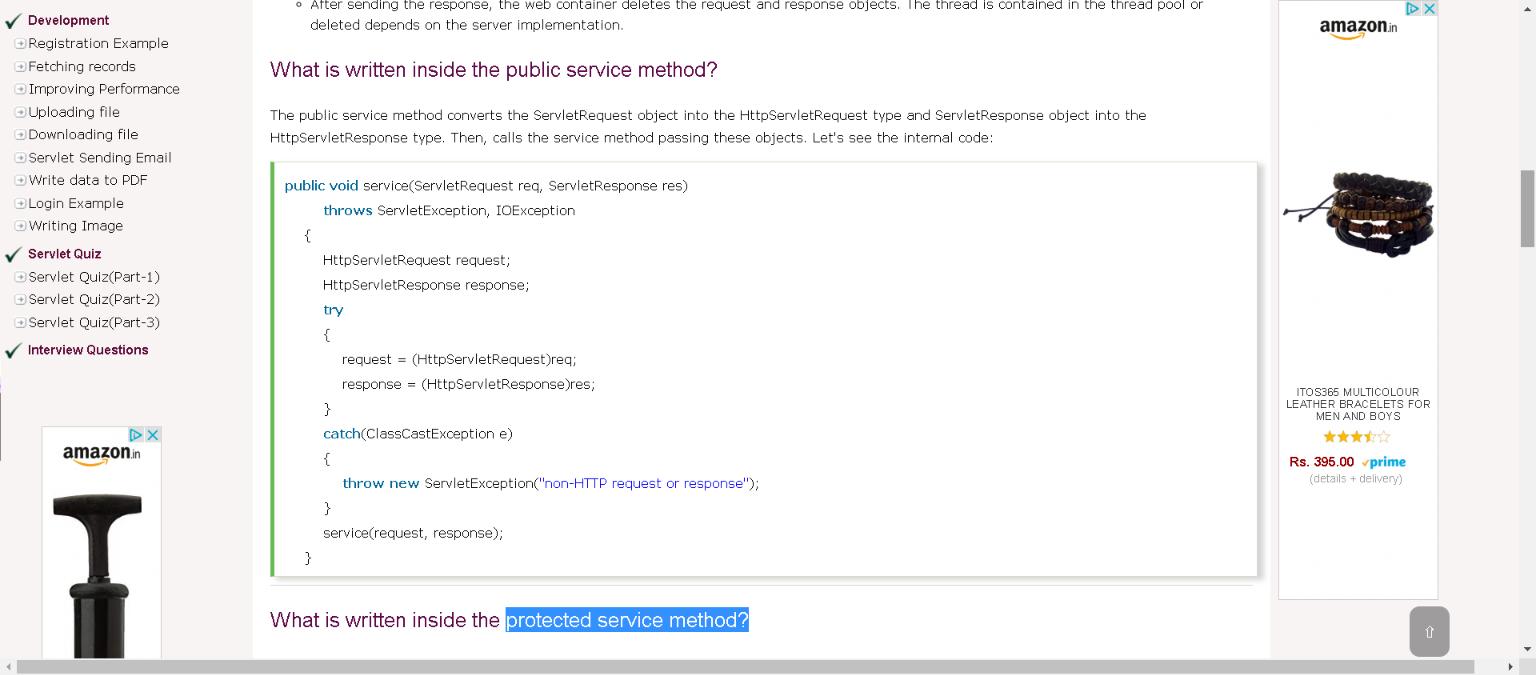 Development
Registration Example
Fetching records
Improving Performance
Uploading file
Downloading file
Servlet Sending Email
Write data to PDF
Login Example
Writing Image
Servlet Quiz
Servlet Quiz(Part-1)
Servlet Quiz(Part-2)
Servlet Quiz(Part-3)
Interview Questions
amazon.in
After sending the response, the web container deletes the request and response objects. The thread is contained in the thread pool or
deleted depends on the server implementation.
What is written inside the public service method?
The public service method converts the ServletRequest object into the HttpServletRequest type and ServletResponse object into the
HttpServletResponse type. Then, calls the service method passing these objects. Let's see the internal code:
public void service(ServletRequest req, ServletResponse res)
throws ServletException, IOException
{
HttpServletRequest request;
HttpServletResponse response;
try
{
request = (HttpServletRequest)req;
response = (HttpServletResponse)res;
}
catch(ClassCastException e)
{
throw new ServletException("non-HTTP request or response");
}
service(request, response);
}
What is written inside the protected service method?
amazon.in
ITOS365 MULTICOLOUR
LEATHER BRACELETS FOR
MEN AND BOYS
Rs. 395.00 prime
(details + delivery)